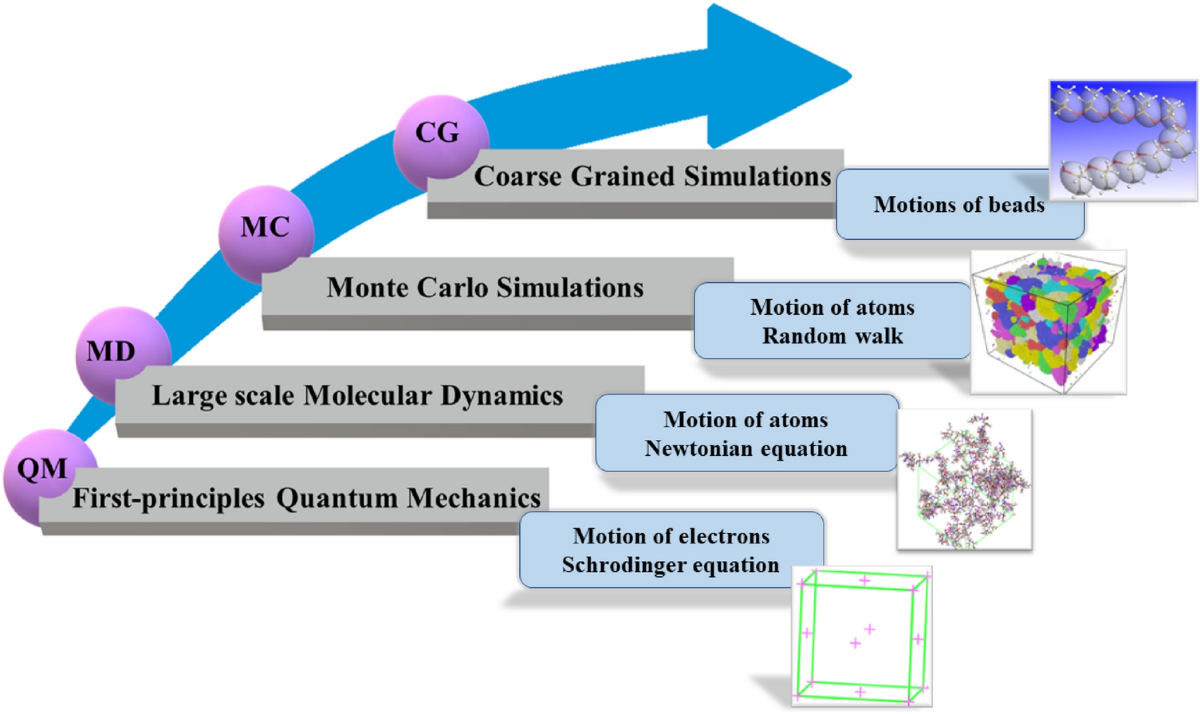 CG
Coarse Grained Simulations
Motions of beads
MC
Monte Carlo Simulations
Motion of atoms
Random walk
MD
Large scale Molecular Dynamics
Motion of atoms
Newtonian equation
QM
First-principles Quantum Mechanics
Motion of electrons
Schrodinger equation